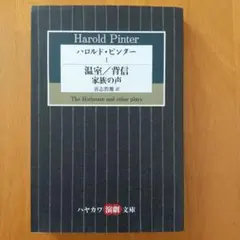 Harold Pinter
ハロルド・ピンター
I
温室／背信
家族の声
喜志哲雄 訳
The Hothouse and other plays
ハヤカワ演劇文庫